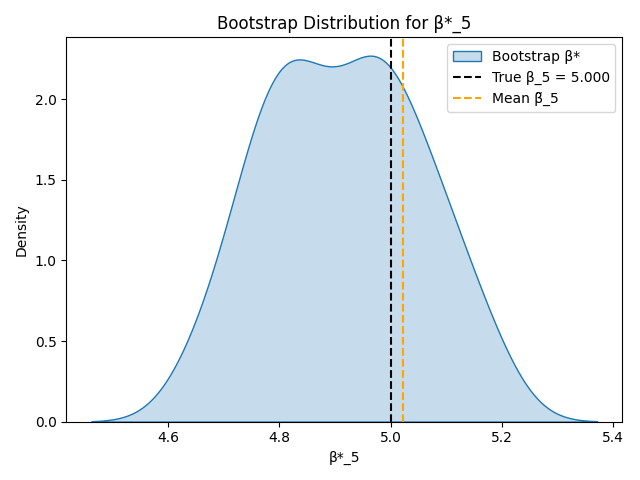 Bootstrap Distribution for β*_5
Bootstrap β*
True β_5 = 5.000
Mean β_5
Density
2.0
1.5
1.0
0.5
0.0
4.6 4.8 5.0 5.2 5.4
β*_5